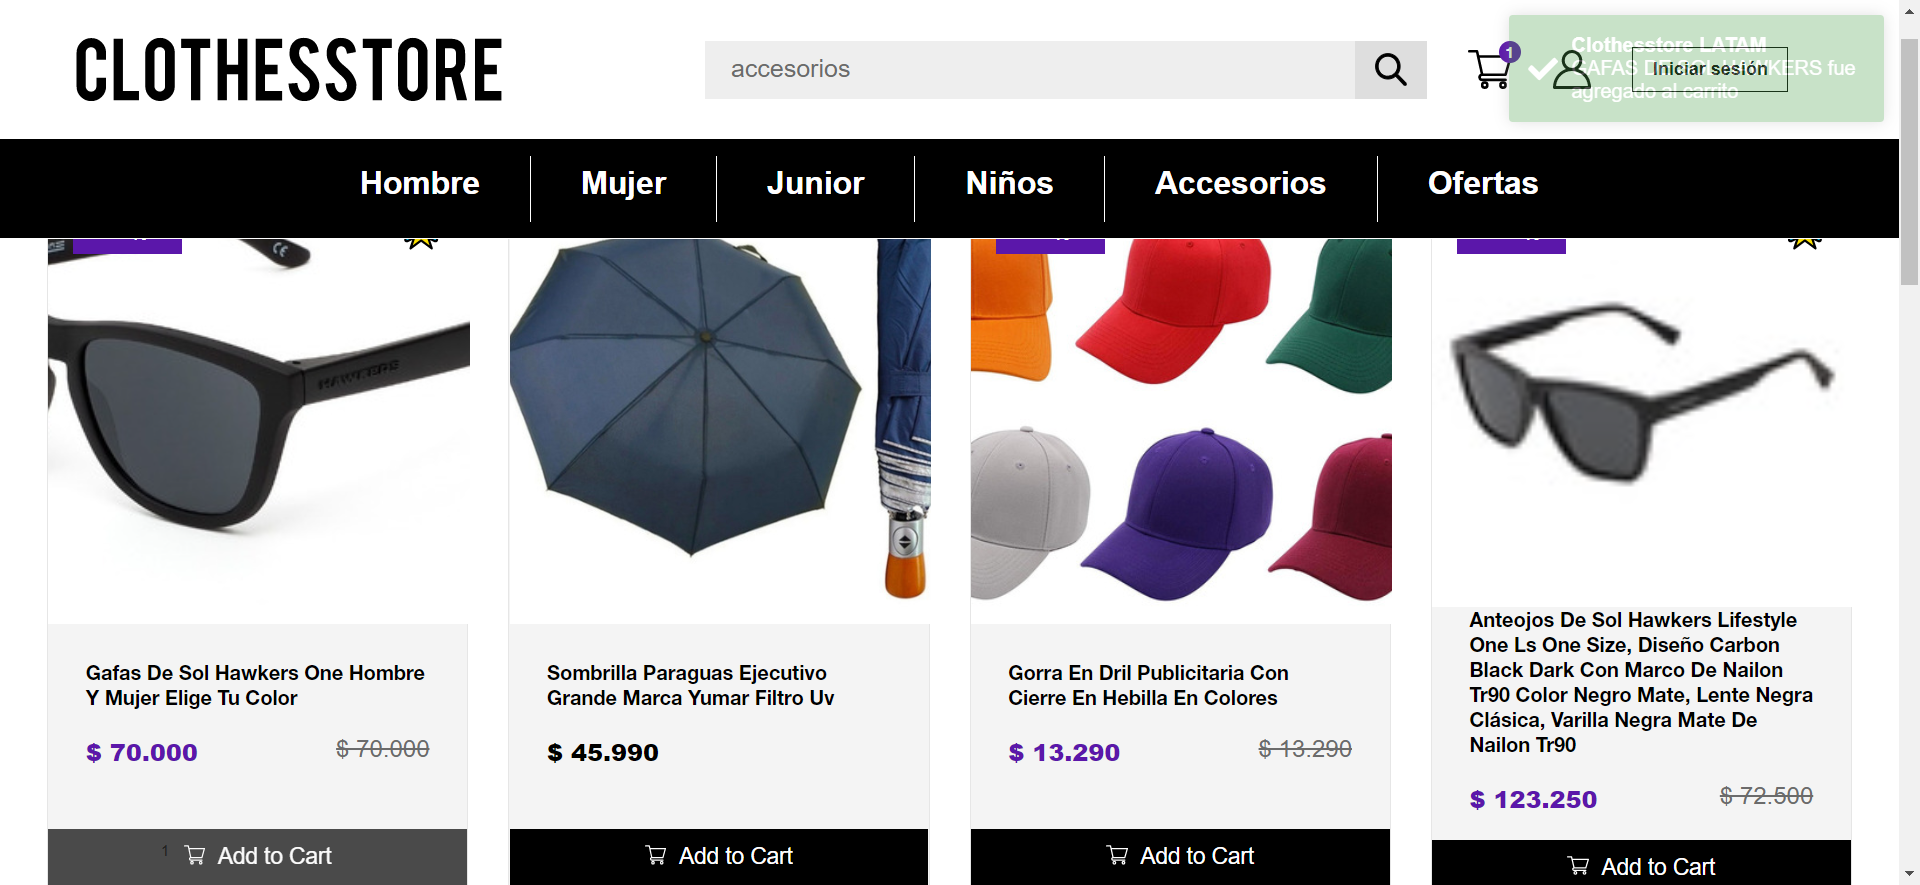 CLOTHESSTORE
accesorios
1
Clothesstore LATAM
GAFAS DE SOL HAWKERS fue
agregado al carrito
Iniciar sesión
Hombre
Mujer
Junior
Niños
Accesorios
Ofertas
HAWKERS
Gafas De Sol Hawkers One Hombre
Y Mujer Elige Tu Color
$ 70.000
$ 70.000
1
Add to Cart
Sombrilla Paraguas Ejecutivo
Grande Marca Yumar Filtro Uv
$ 45.990
Add to Cart
Gorra En Dril Publicitaria Con
Cierre En Hebilla En Colores
$ 13.290
$ 13.290
Add to Cart
Anteojos De Sol Hawkers Lifestyle
One Ls One Size, Diseño Carbon
Black Dark Con Marco De Nailon
Tr90 Color Negro Mate, Lente Negra
Clásica, Varilla Negra Mate De
Nailon Tr90
$ 123.250
$ 72.500
Add to Cart